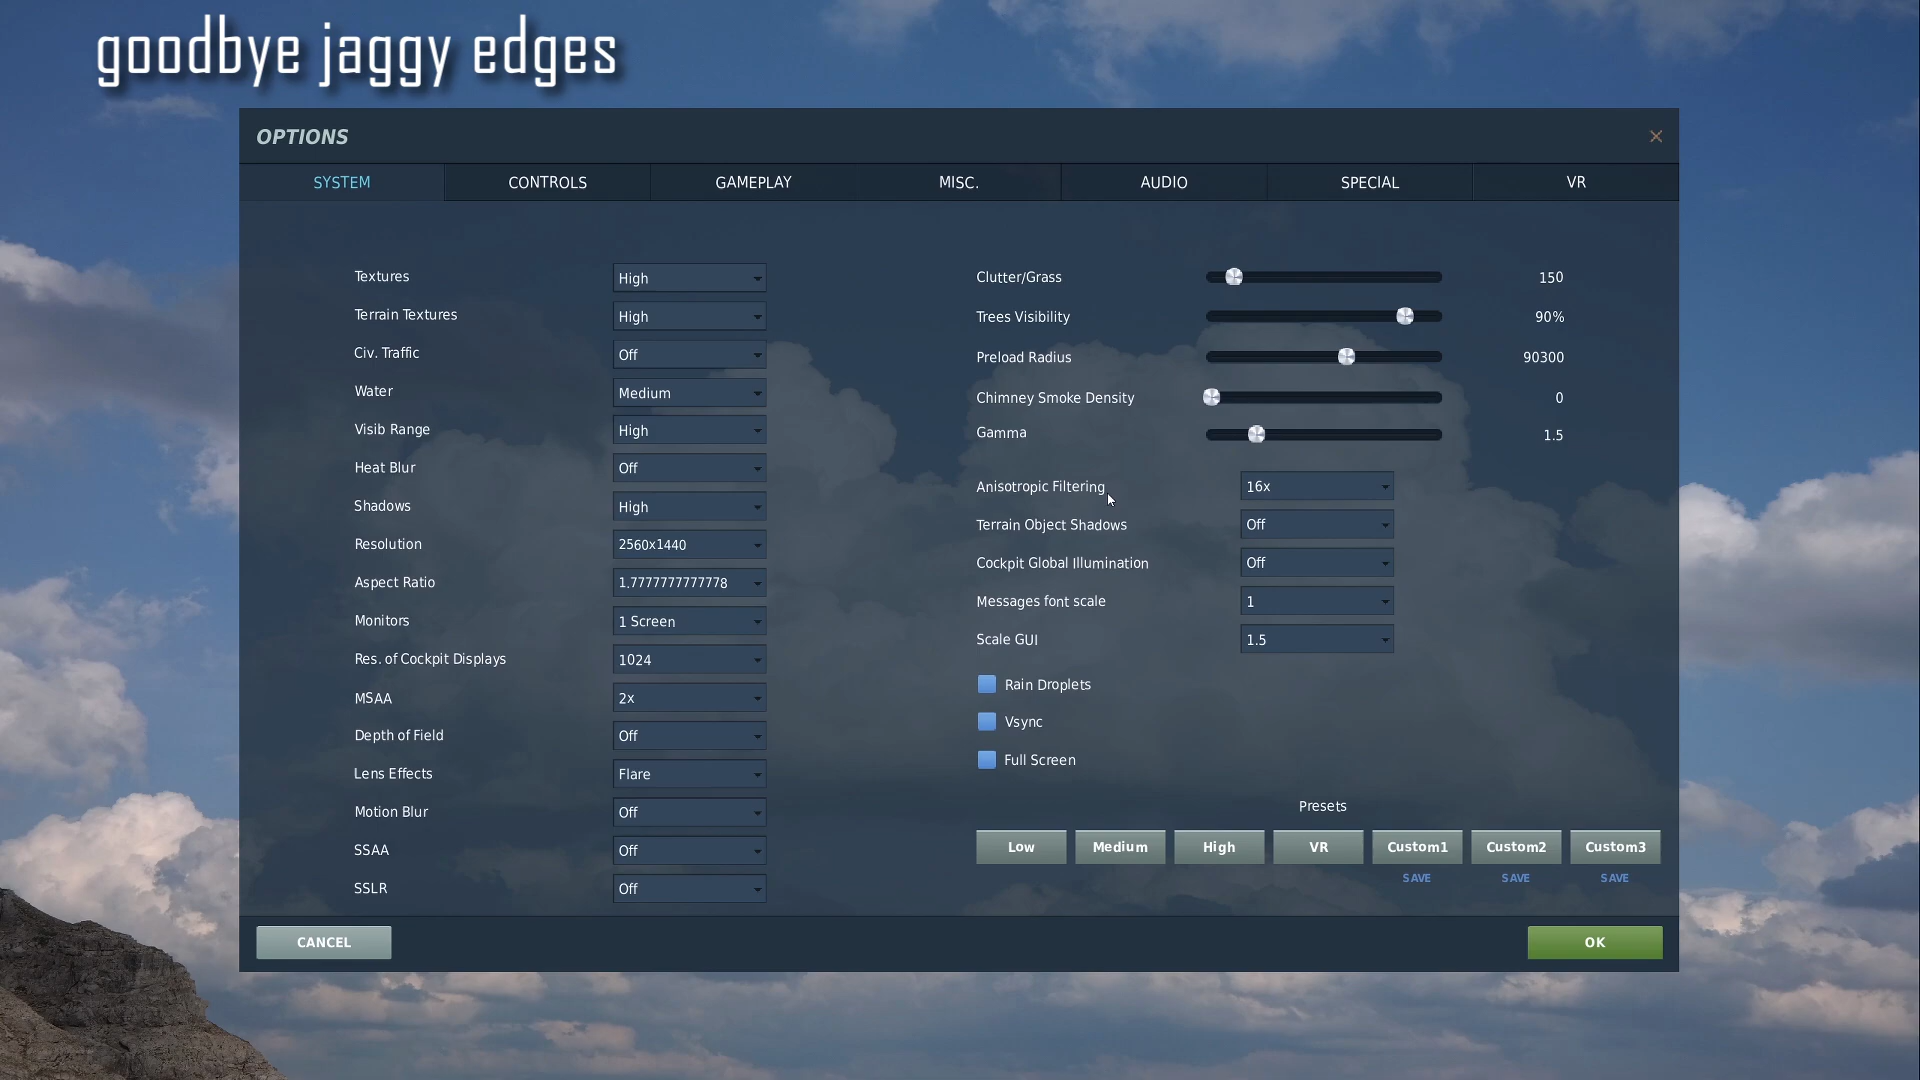 goodbye jaggy edges
OPTIONS
SYSTEM CONTROLS GAMEPLAY MISC. AUDIO SPECIAL VR
Textures High
Terrain Textures High
Civ. Traffic Off
Water Medium
Visib Range High
Heat Blur Off
Shadows High
Resolution 2560x1440
Aspect Ratio 1.7777777777778
Monitors 1 Screen
Res. of Cockpit Displays 1024
MSAA 2x
Depth of Field Off
Lens Effects Flare
Motion Blur Off
SSAA Off
SSLR Off
Clutter/Grass 150
Trees Visibility 90%
Preload Radius 90300
Chimney Smoke Density 0
Gamma 1.5
Anisotropic Filtering 16x
Terrain Object Shadows Off
Cockpit Global Illumination Off
Messages font scale 1
Scale GUI 1.5
Rain Droplets
Vsync
Full Screen
Presets
Low Medium High VR Custom1 Custom2 Custom3
SAVE SAVE SAVE
CANCEL OK